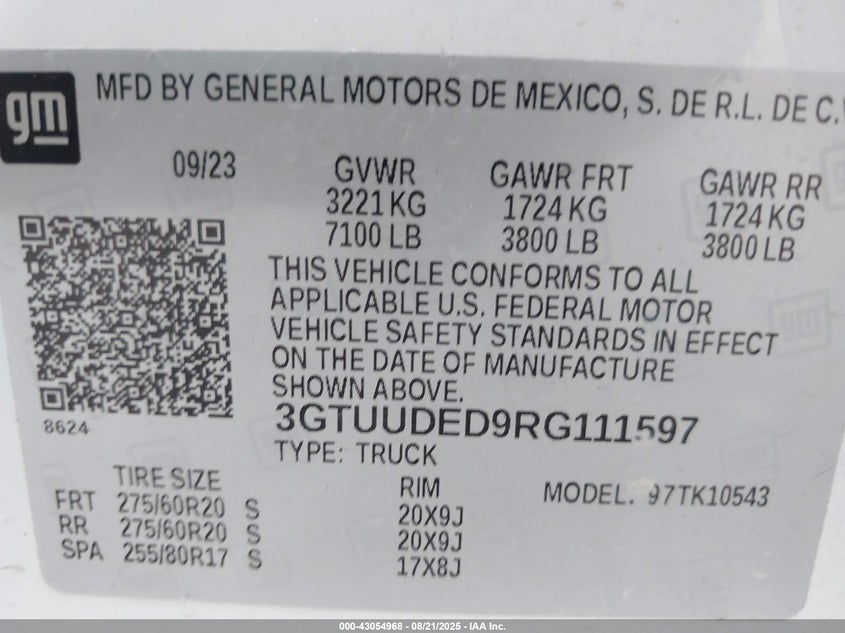 gm
MFD BY GENERAL MOTORS DE MEXICO, S. DE R.L. DE C.V
09/23
GVWR GAWR FRT GAWR RR
3221 KG 1724 KG 1724 KG
7100 LB 3800 LB 3800 LB
THIS VEHICLE CONFORMS TO ALL
APPLICABLE U.S. FEDERAL MOTOR
VEHICLE SAFETY STANDARDS IN EFFECT
ON THE DATE OF MANUFACTURE
SHOWN ABOVE.
8624
3GTUUDED9RG111597
TYPE: TRUCK
TIRE SIZE RIM MODEL. 97TK10543
FRT 275/60R20 S 20X9J
RR 275/60R20 S 20X9J
SPA 255/80R17 S 17X8J
000-43054968 - 08/21/2025 - IAA Inc.